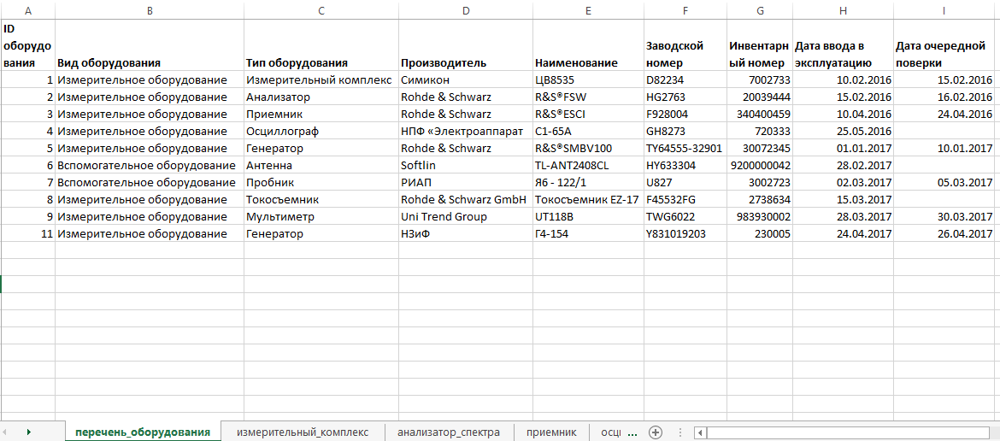 A B C D E F G H I
ID
оборудо Заводской Инвентарн Дата ввода в Дата очередной
вания Вид оборудования Тип оборудования Производитель Наименование номер ый номер эксплуатацию поверки
1 Измерительное оборудование Измерительный комплекс Симикон ЦВ8535 D82234 7002733 10.02.2016 15.02.2016
2 Измерительное оборудование Анализатор Rohde & Schwarz R&S®FSW HG2763 20039444 15.02.2016 16.02.2016
3 Измерительное оборудование Приемник Rohde & Schwarz R&S®ESCI F928004 340400459 10.04.2016 24.04.2016
4 Измерительное оборудование Осциллограф НПФ «Электроаппарат С1-65А GH8273 720333 25.05.2016
5 Измерительное оборудование Генератор Rohde & Schwarz R&S®SMBV100 TY64555-32901 30072345 01.01.2017 10.01.2017
6 Вспомогательное оборудование Антенна Softlin TL-ANT2408CL HY633304 9200000042 28.02.2017
7 Вспомогательное оборудование Пробник РИАП Я6 - 122/1 U827 3002723 02.03.2017 05.03.2017
8 Измерительное оборудование Токосъемник Rohde & Schwarz GmbH Токосъемник EZ-17 F45532FG 2738634 15.03.2017
9 Измерительное оборудование Мультиметр Uni Trend Group UT118B TWG6022 983930002 28.03.2017 30.03.2017
11 Измерительное оборудование Генератор НЗиФ Г4-154 Y831019203 230005 24.04.2017 26.04.2017
перечень_оборудования измерительный_комплекс анализатор_спектра приемник осц ...